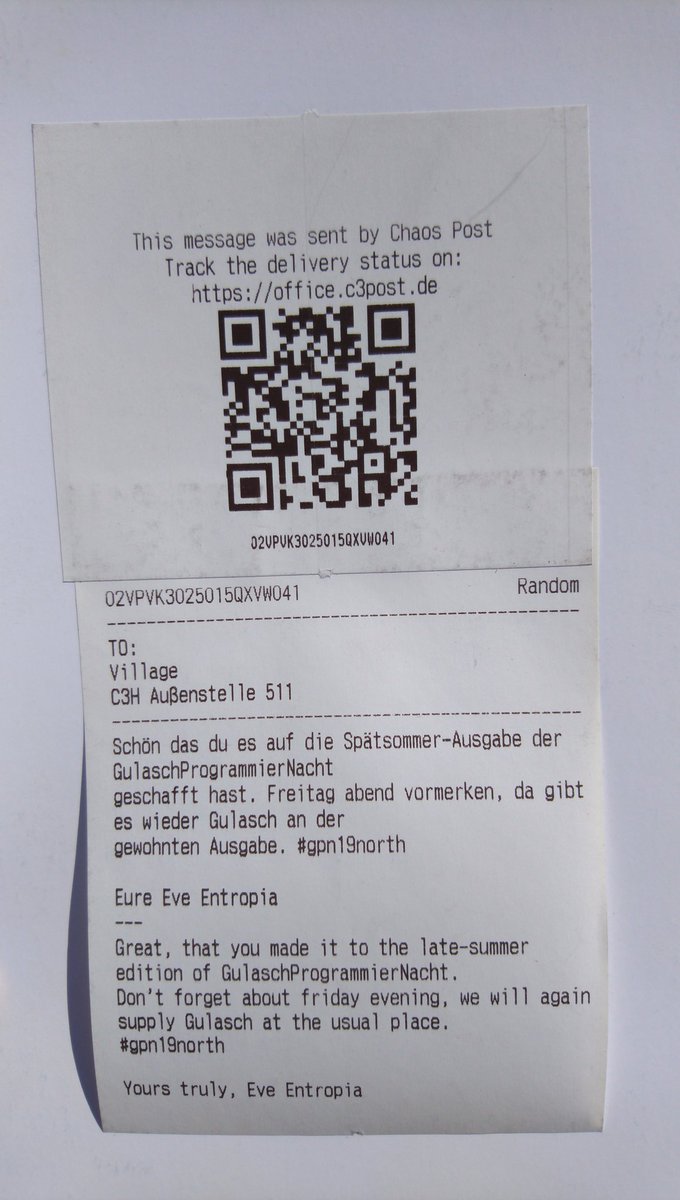 This message was sent by Chaos Post
Track the delivery status on:
https://office.c3post.de
02VPVK3025015QXVW041
02VPVK3025015QXVW041 Random
TO:
Village
C3H Außenstelle 511
Schön das du es auf die Spätsommer-Ausgabe der
GulaschProgrammierNacht
geschafft hast. Freitag abend vormerken, da gibt
es wieder Gulasch an der
gewohnten Ausgabe. #gpn19north
Eure Eve Entropia
---
Great, that you made it to the late-summer
edition of GulaschProgrammierNacht.
Don't forget about friday evening, we will again
supply Gulasch at the usual place.
#gpn19north
Yours truly, Eve Entropia